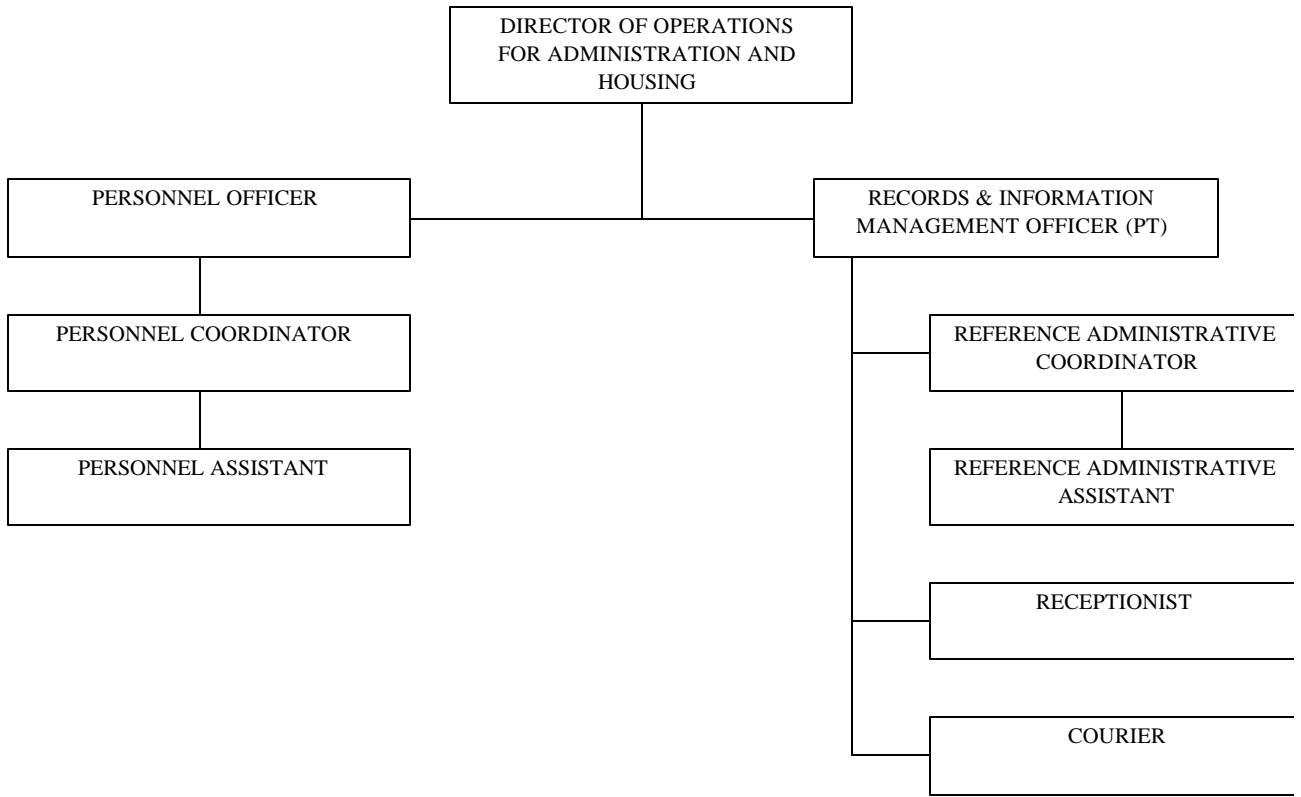 DIRECTOR OF OPERATIONS
FOR ADMINISTRATION AND
HOUSING
PERSONNEL OFFICER
RECORDS & INFORMATION
MANAGEMENT OFFICER (PT)
PERSONNEL COORDINATOR
REFERENCE ADMINISTRATIVE
COORDINATOR
PERSONNEL ASSISTANT
REFERENCE ADMINISTRATIVE
ASSISTANT
RECEPTIONIST
COURIER